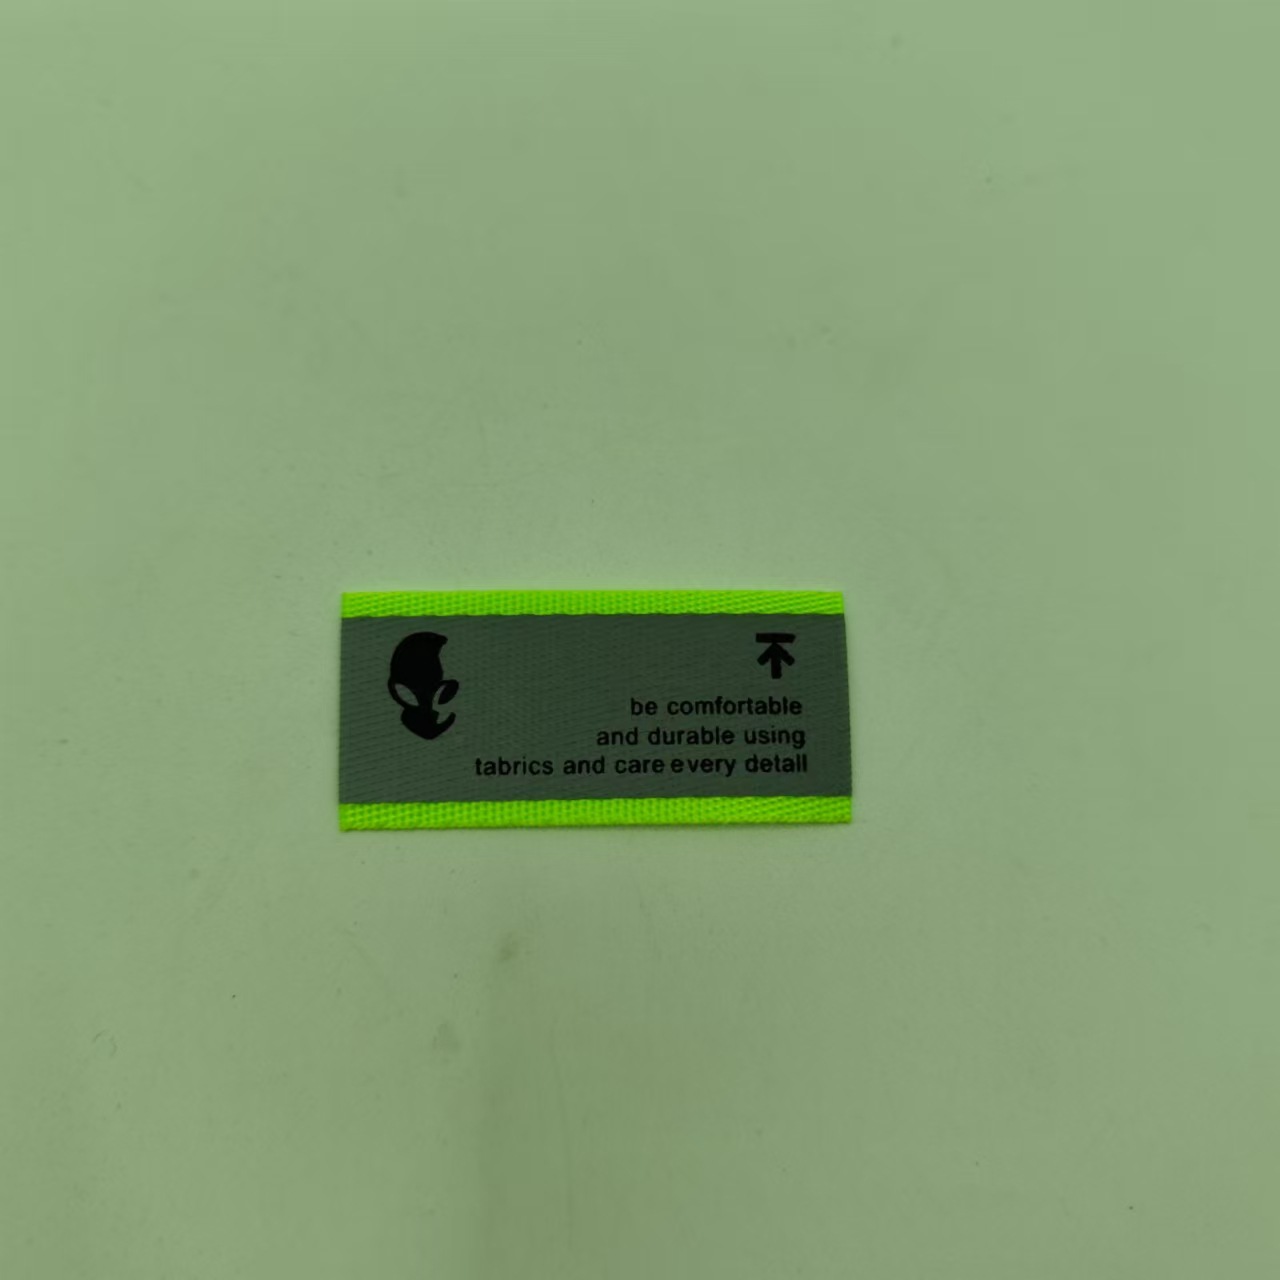 be comfortable
and durable using
tabrics and care every detall